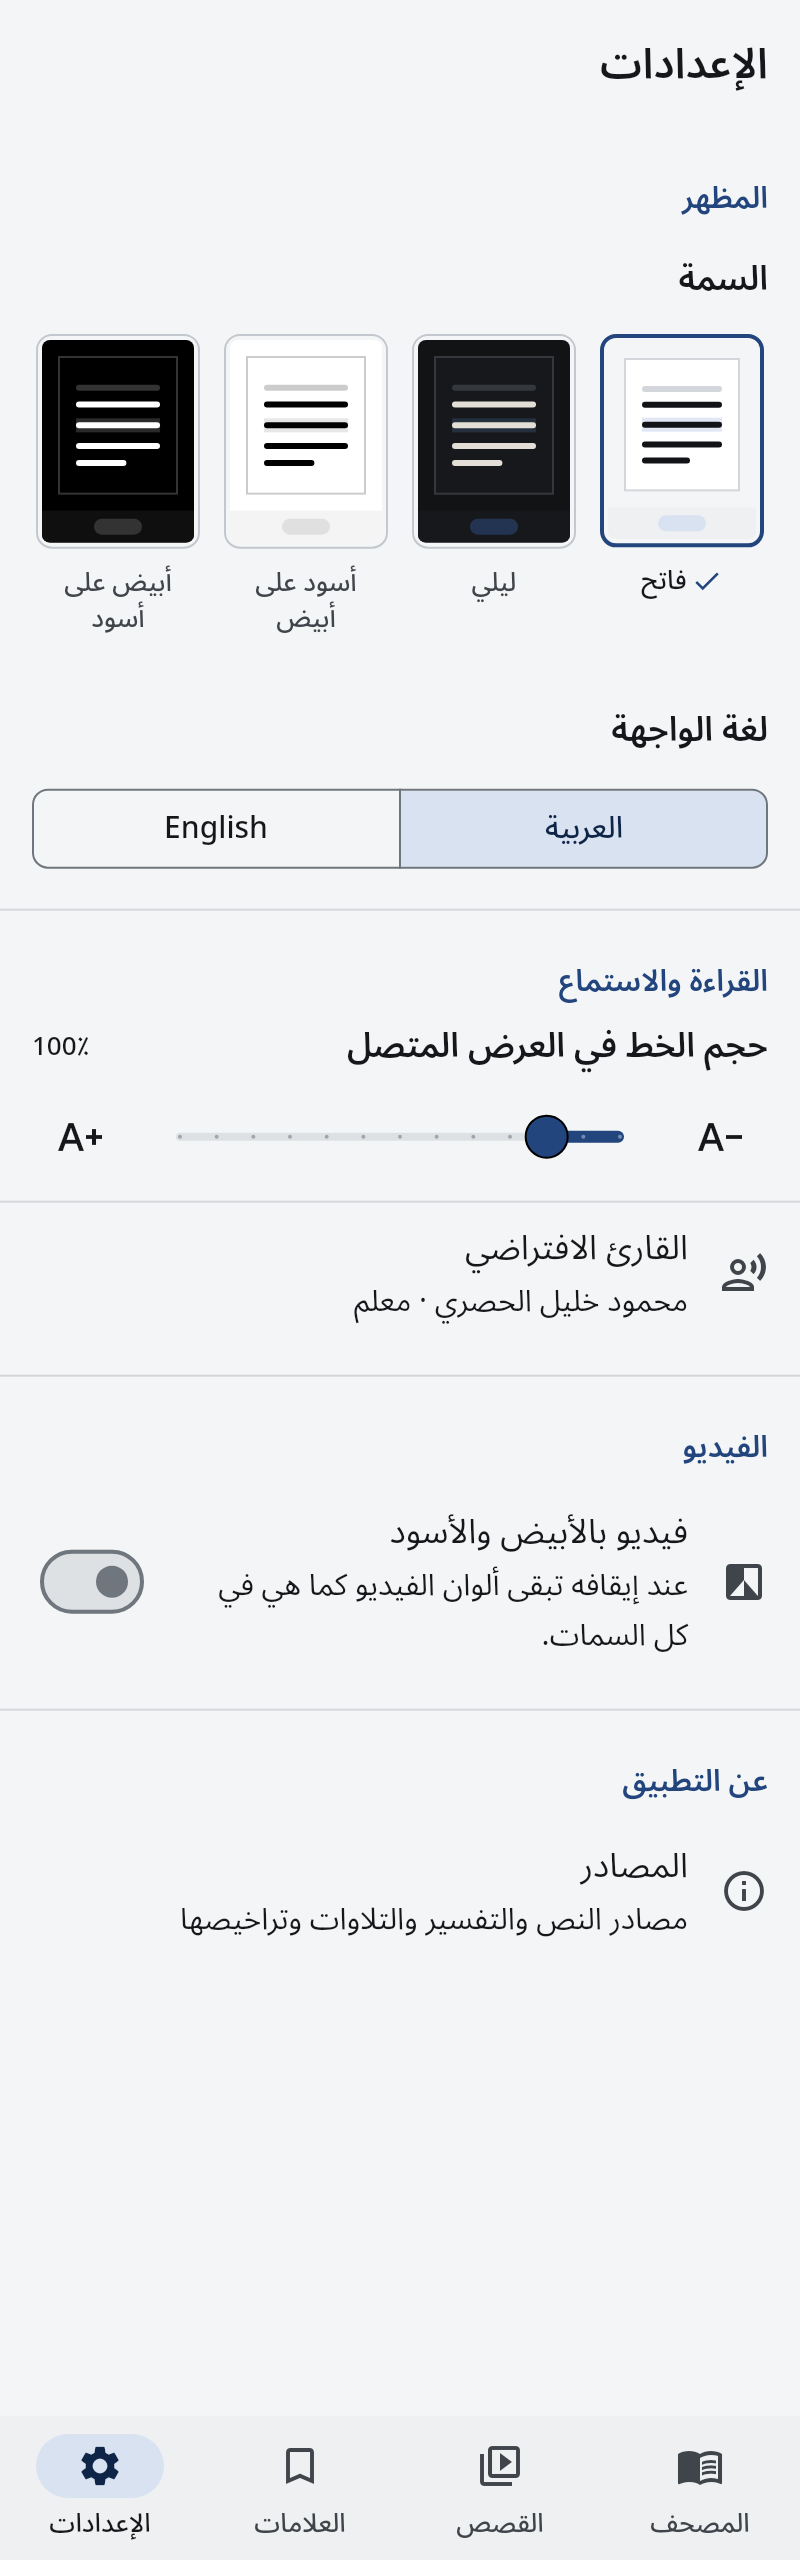 الإعدادات
المظهر
السمة
فاتح
ليلي
أسود على
أبيض
أبيض على
أسود
لغة الواجهة
العربية
English
القراءة والاستماع
حجم الخط في العرض المتصل
100٪
A−
A+
القارئ الافتراضي
محمود خليل الحصري · معلم
الفيديو
فيديو بالأبيض والأسود
عند إيقافه تبقى ألوان الفيديو كما هي في
كل السمات.
عن التطبيق
المصادر
مصادر النص والتفسير والتلاوات وتراخيصها
المصحف
القصص
العلامات
الإعدادات